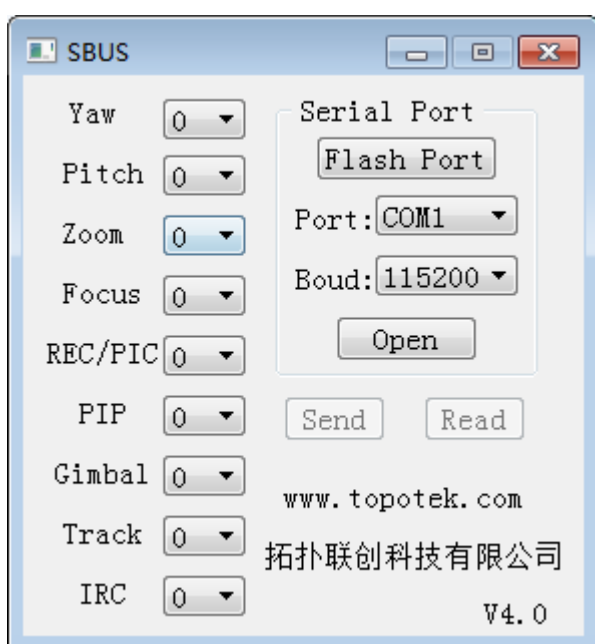 SBUS
Yaw 0
Pitch 0
Zoom 0
Focus 0
REC/PIC 0
PIP 0
Gimbal 0
Track 0
IRC 0
Serial Port
Flash Port
Port: COM1
Boud: 115200
Open
Send Read
www.topotek.com
拓扑联创科技有限公司
V4.0